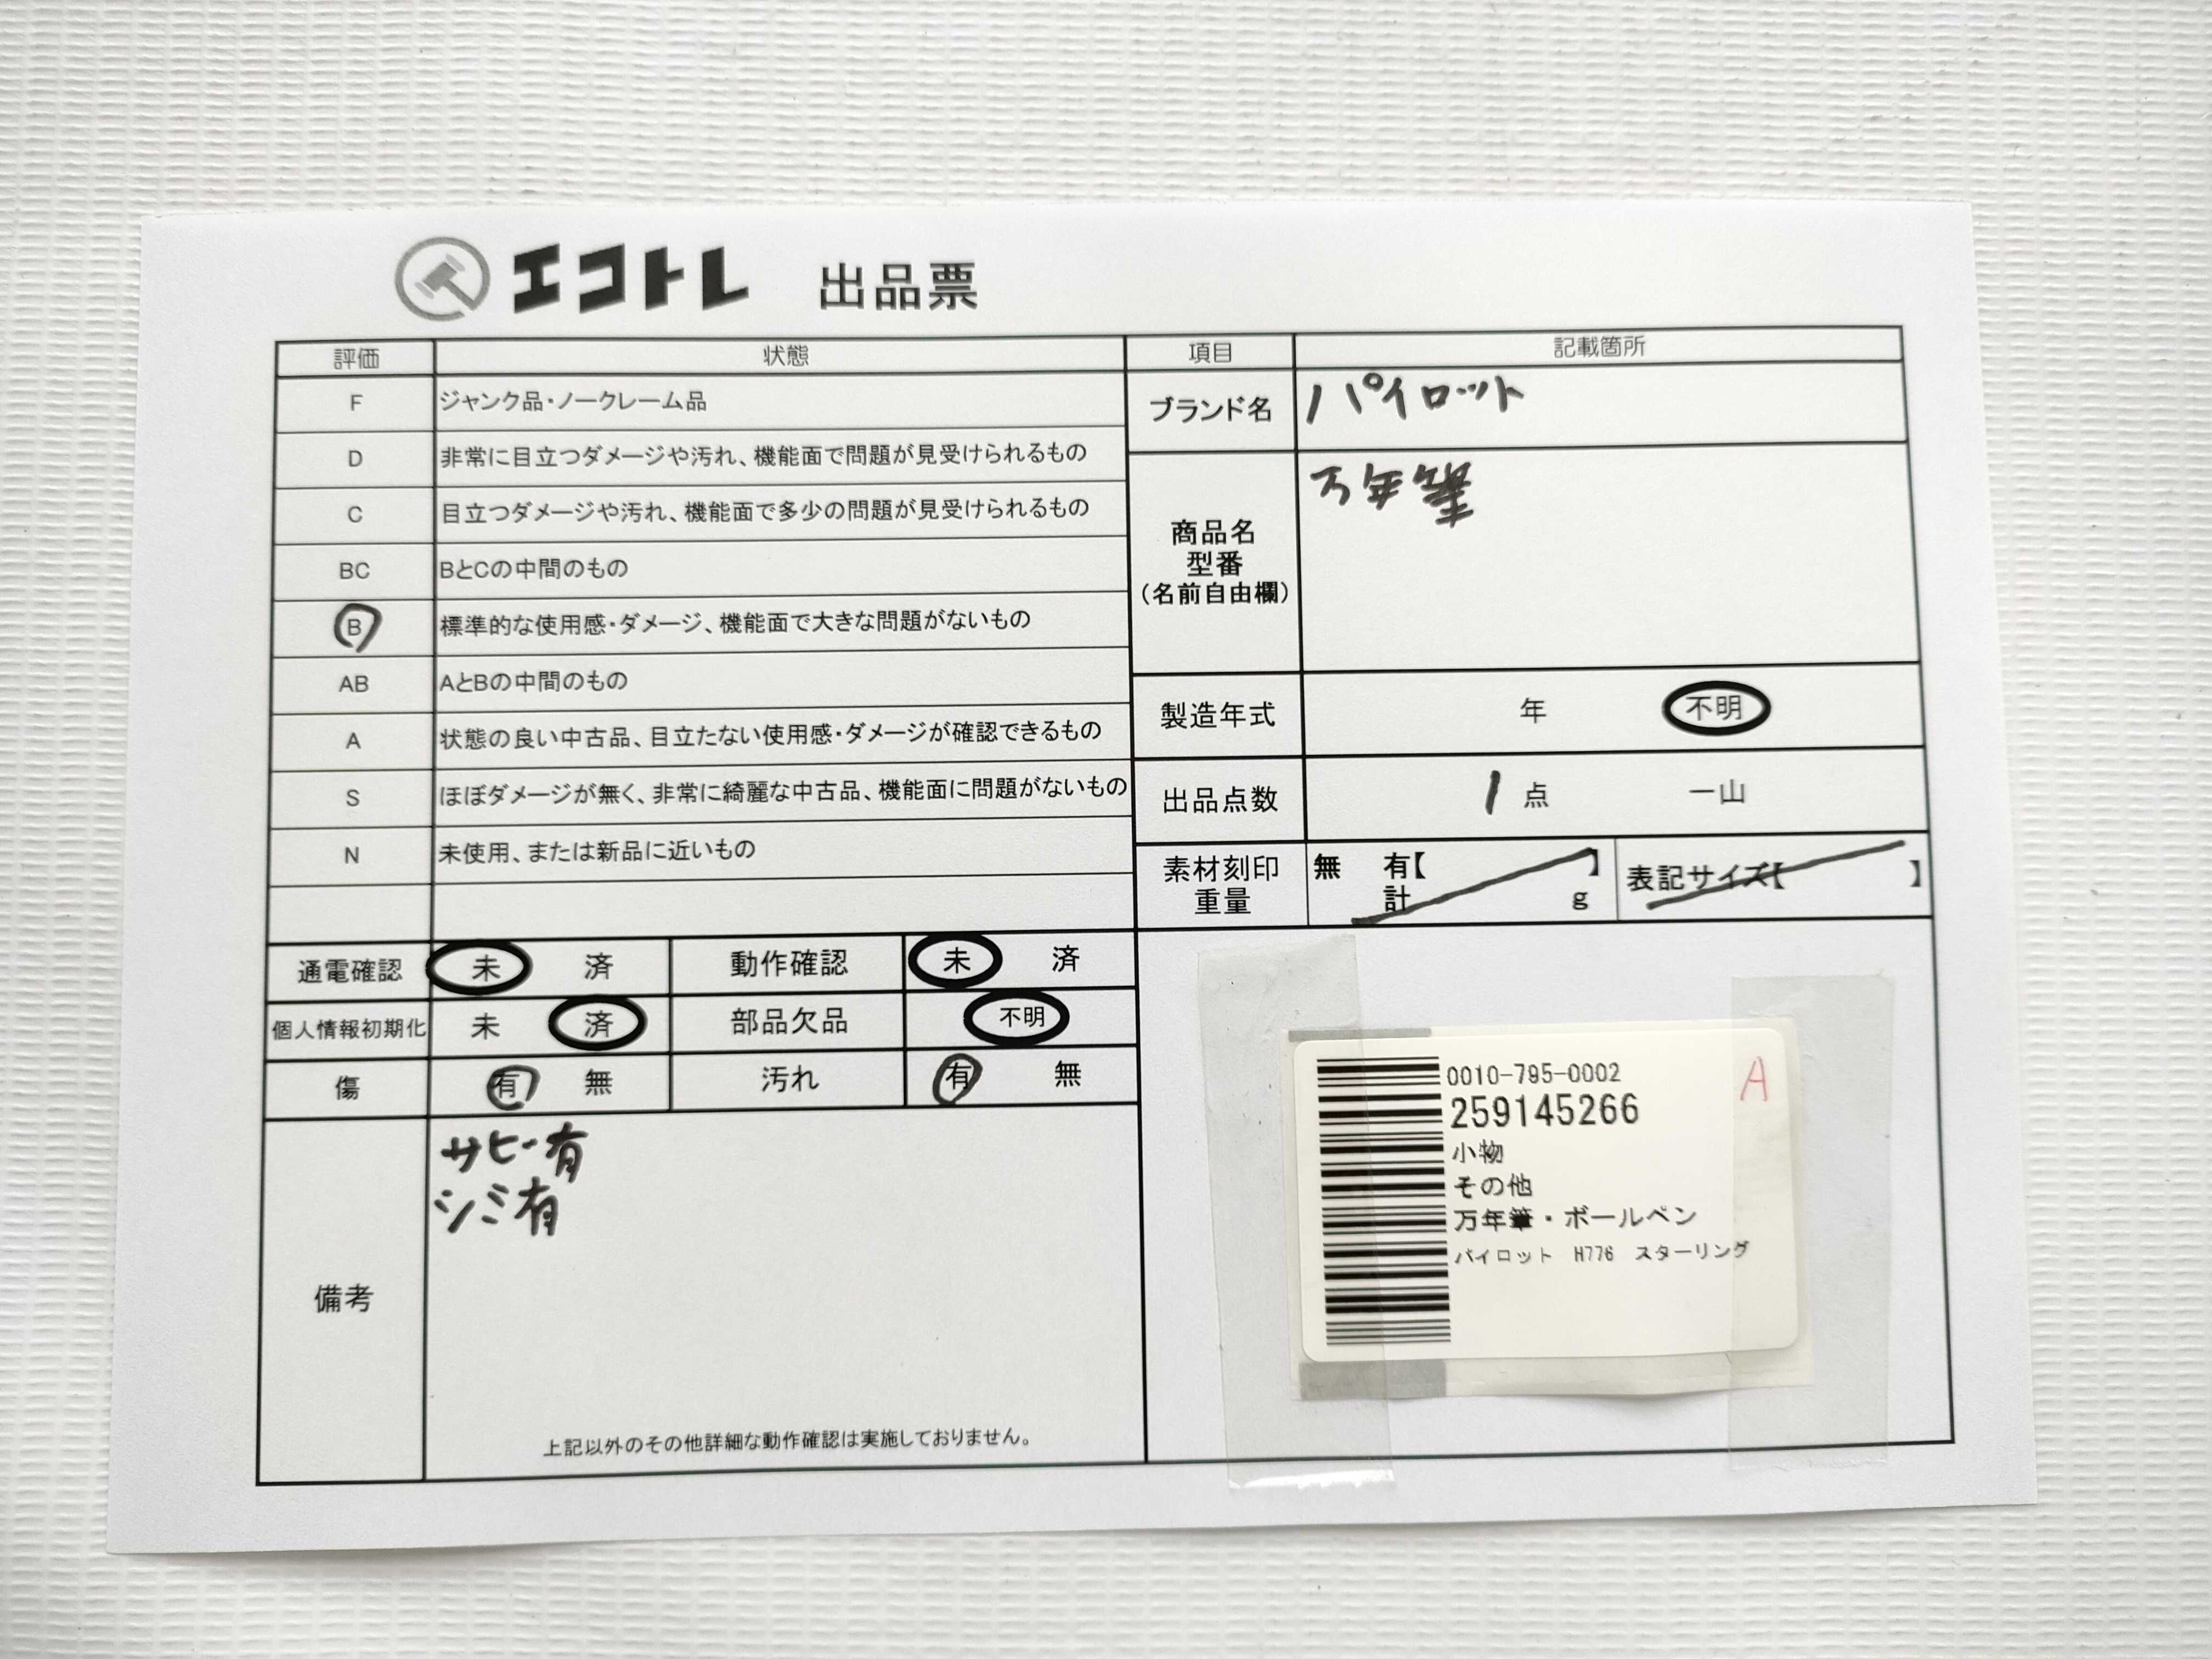 エコトレ 出品票
評価 状態
F ジャンク品・ノークレーム品
D 非常に目立つダメージや汚れ、機能面で問題が見受けられるもの
C 目立つダメージや汚れ、機能面で多少の問題が見受けられるもの
BC BとCの中間のもの
B 標準的な使用感・ダメージ、機能面で大きな問題がないもの
AB AとBの中間のもの
A 状態の良い中古品、目立たない使用感・ダメージが確認できるもの
S ほぼダメージが無く、非常に綺麗な中古品、機能面に問題がないもの
N 未使用、または新品に近いもの
通電確認 未 済 動作確認 未 済
個人情報初期化 未 済 部品欠品 不明
傷 有 無 汚れ 有 無
備考
サビ有
シミ有
上記以外のその他詳細な動作確認は実施しておりません。
項目 記載箇所
ブランド名 パイロット
商品名
型番
(名前自由欄)
万年筆
製造年式 年 不明
出品点数 1 点 一山
素材刻印 無 有【 】
重量 計 g
表記サイズ【 】
0010-795-0002
A
259145266
小物
その他
万年筆・ボールペン
パイロット H776 スターリング